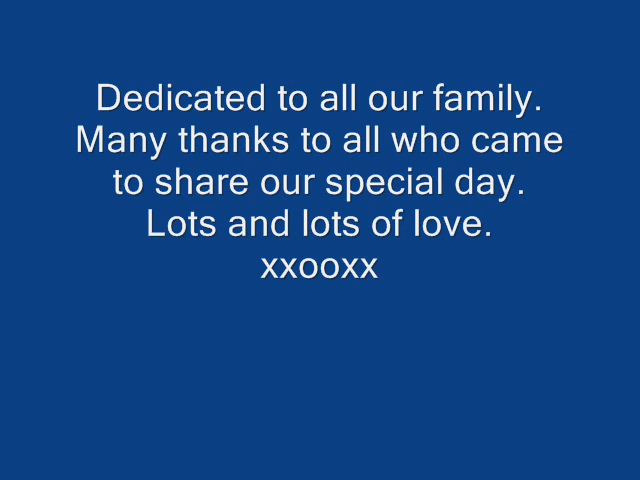 Dedicated to all our family.
Many thanks to all who came
to share our special day.
Lots and lots of love.
xxooxx